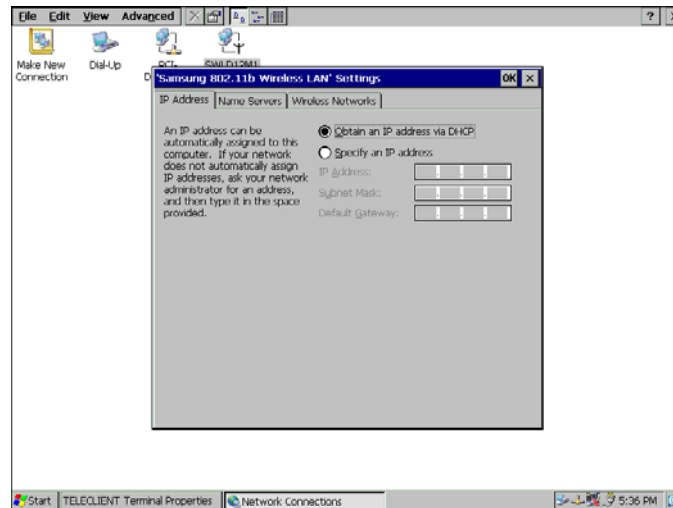 File Edit View Advanced ?
Make New
Connection
Dial-Up
PCI-
D
SWLD12M1
'Samsung 802.11b Wireless LAN' Settings OK
IP Address Name Servers Wireless Networks
An IP address can be
automatically assigned to this
computer. If your network
does not automatically assign
IP addresses, ask your network
administrator for an address,
and then type it in the space
provided.
Obtain an IP address via DHCP
Specify an IP address
IP Address:
Subnet Mask:
Default Gateway:
Start TELECLIENT Terminal Properties Network Connections 5:36 PM